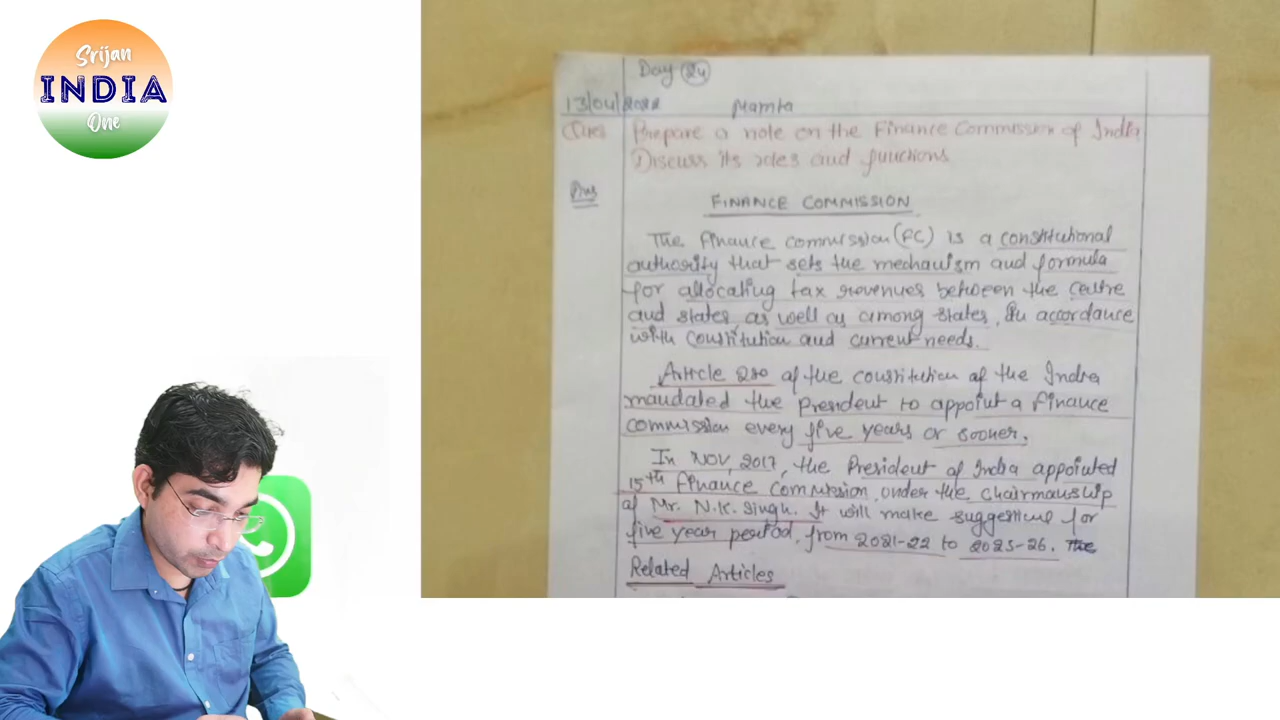 Srijan
INDIA
One
Day 24
13/04/2022 Mamta
Ques Prepare a note on the Finance Commission of India.
Discuss its roles and functions
Ans
FINANCE COMMISSION
The Finance commission (FC) is a constitutional
authority that sets the mechanism and formula
for allocating tax revenues between the centre
and states, as well as among states, in accordance
with constitution and current needs.
Article 280 of the constitution of the India
mandated the President to appoint a Finance
commission every five years or sooner.
In NOV, 2017, the President of India appointed
15th Finance Commission, under the chairmanship
of Mr. N.K. Singh. It will make suggestions for
five year period, from 2021-22 to 2025-26. The
Related Articles